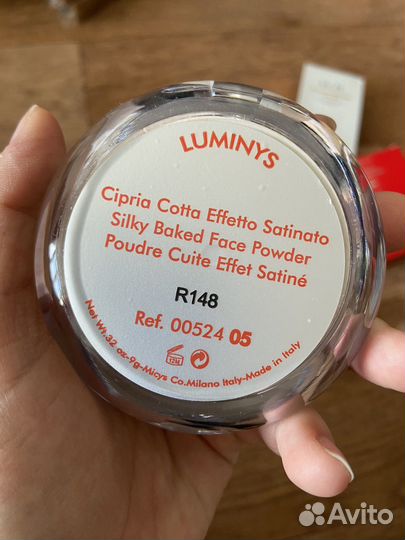 LUMINYS
Cipria Cotta Effetto Satinato
Silky Baked Face Powder
Poudre Cuite Effet Satiné
R148
Ref. 00524 05
12M
Net Wt.32 oz-9g-Micys Co.Milano Italy-Made in Italy
Avito